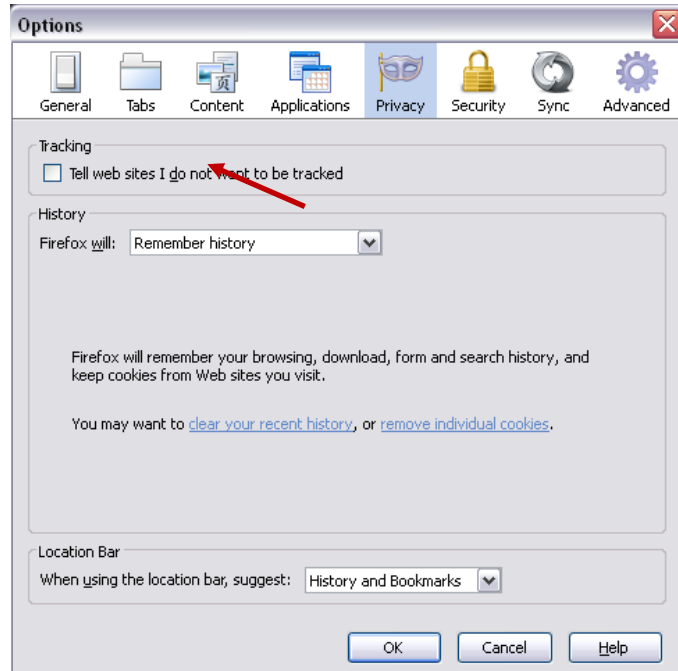 Options
General Tabs Content Applications Privacy Security Sync Advanced
Tracking
Tell web sites I do not want to be tracked
History
Firefox will: Remember history
Firefox will remember your browsing, download, form and search history, and
keep cookies from Web sites you visit.
You may want to clear your recent history, or remove individual cookies.
Location Bar
When using the location bar, suggest: History and Bookmarks
OK Cancel Help